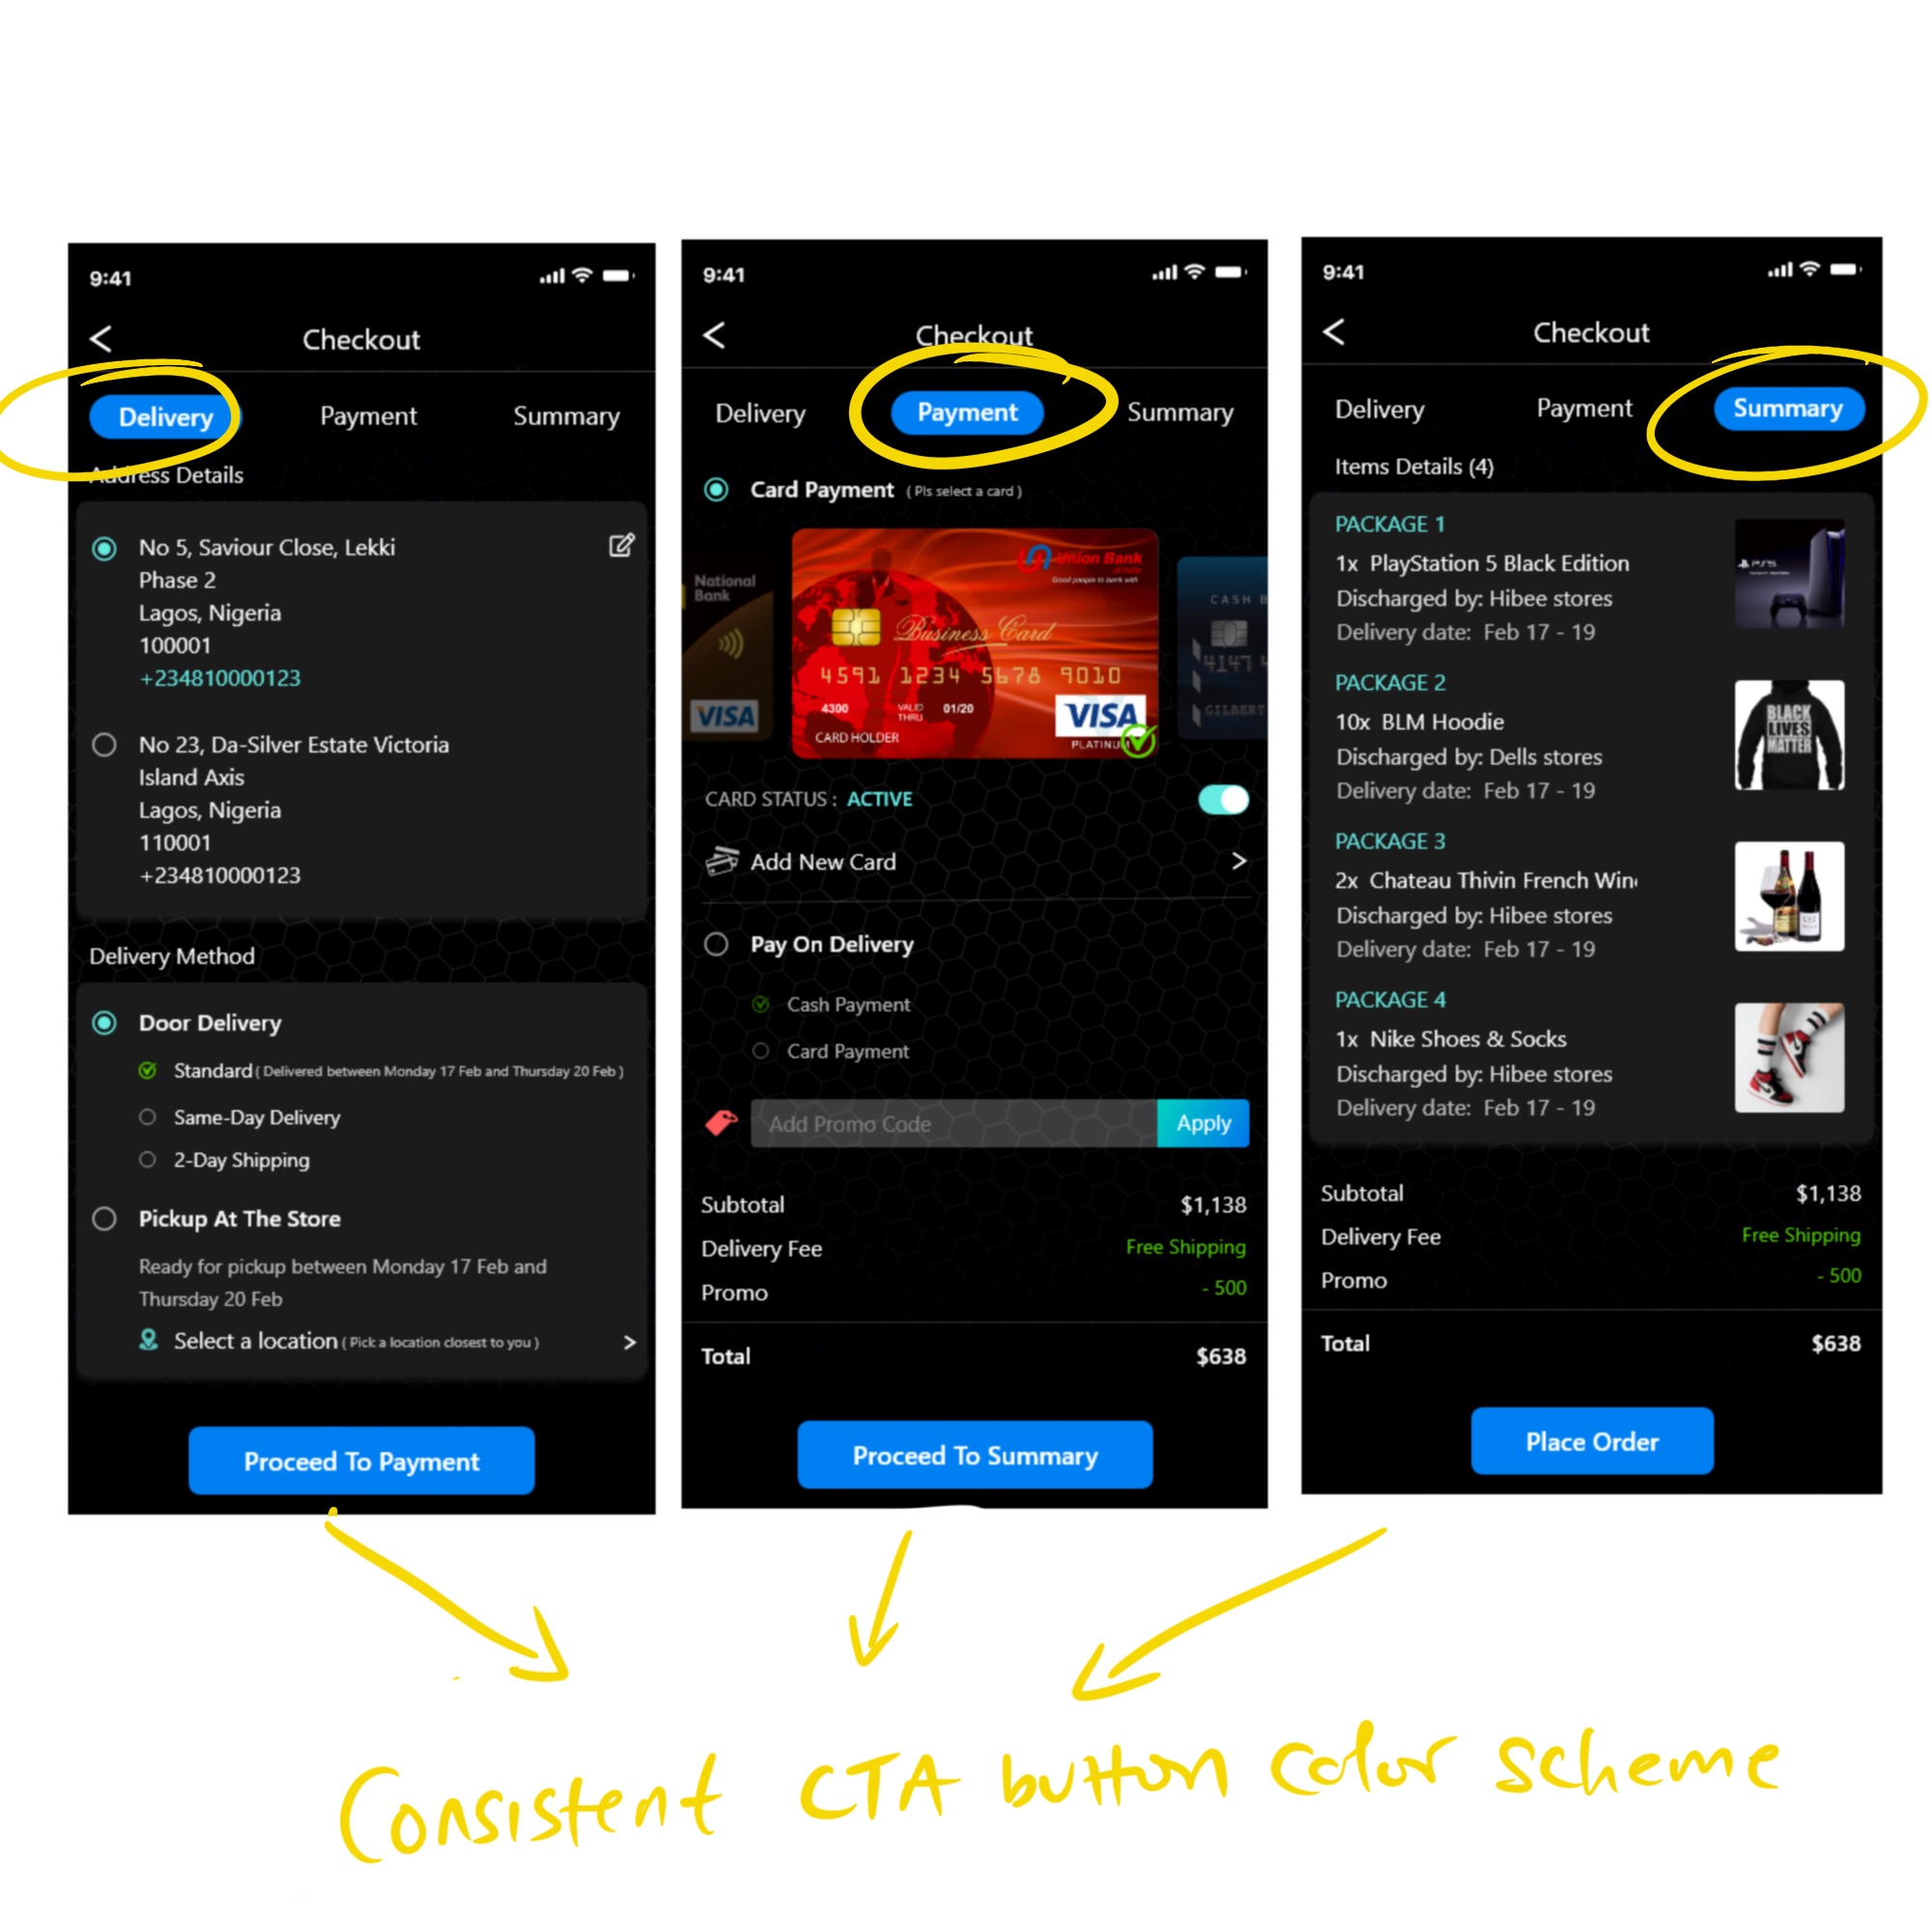 9:41
Checkout
Delivery
Payment
Summary
Address Details
No 5, Saviour Close, Lekki
Phase 2
Lagos, Nigeria
100001
+234810000123
No 23, Da-Silver Estate Victoria
Island Axis
Lagos, Nigeria
110001
+234810000123
Delivery Method
Door Delivery
Standard ( Delivered between Monday 17 Feb and Thursday 20 Feb )
Same-Day Delivery
2-Day Shipping
Pickup At The Store
Ready for pickup between Monday 17 Feb and
Thursday 20 Feb
Select a location ( Pick a location closest to you )
Proceed To Payment
9:41
Checkout
Delivery
Payment
Summary
Card Payment ( Pls select a card )
National
Bank
VISA
Union Bank
of India
Good people to bank with
Business Card
4591 1234 5678 9010
4300
VALID
THRU
01/20
CARD HOLDER
VISA
PLATINUM
CASH B
4147 4
GILBERT
CARD STATUS : ACTIVE
Add New Card
Pay On Delivery
Cash Payment
Card Payment
Add Promo Code
Apply
Subtotal $1,138
Delivery Fee Free Shipping
Promo - 500
Total $638
Proceed To Summary
9:41
Checkout
Delivery
Payment
Summary
Items Details (4)
PACKAGE 1
1x PlayStation 5 Black Edition
Discharged by: Hibee stores
Delivery date: Feb 17 - 19
PS5
PACKAGE 2
10x BLM Hoodie
Discharged by: Dells stores
Delivery date: Feb 17 - 19
BLACK
LIVES
MATTER
PACKAGE 3
2x Chateau Thivin French Win
Discharged by: Hibee stores
Delivery date: Feb 17 - 19
PACKAGE 4
1x Nike Shoes & Socks
Discharged by: Hibee stores
Delivery date: Feb 17 - 19
Subtotal $1,138
Delivery Fee Free Shipping
Promo - 500
Total $638
Place Order
Consistent CTA button color scheme